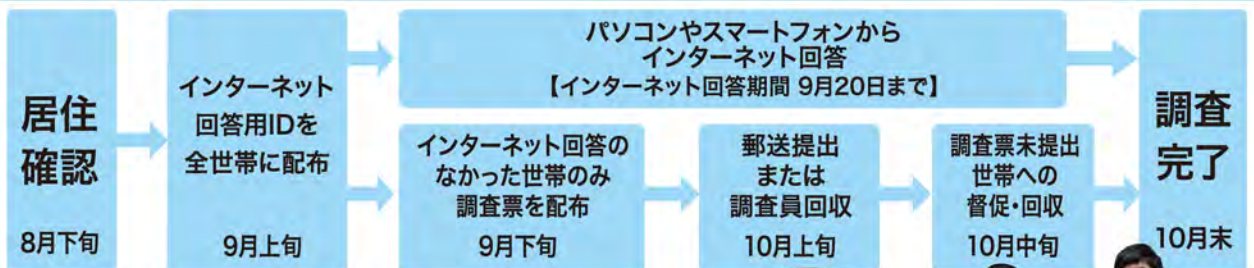 居住
確認
8月下旬
インターネット
回答用IDを
全世帯に配布
9月上旬
パソコンやスマートフォンから
インターネット回答
【インターネット回答期間 9月20日まで】
インターネット回答の
なかった世帯のみ
調査票を配布
9月下旬
郵送提出
または
調査員回収
10月上旬
調査票未提出
世帯への
督促・回収
10月中旬
調査
完了
10月末